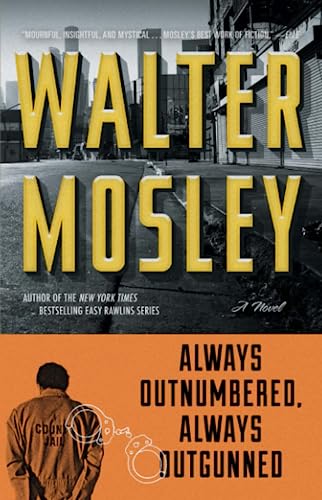 "MOURNFUL, INSIGHTFUL, AND MYSTICAL . . . MOSLEY'S BEST WORK OF FICTION." —ELLE
WALTER
MOSLEY
AUTHOR OF THE NEW YORK TIMES
BESTSELLING EASY RAWLINS SERIES
A Novel
ALWAYS
OUTNUMBERED,
ALWAYS
OUTGUNNED
COUNTY
JAIL